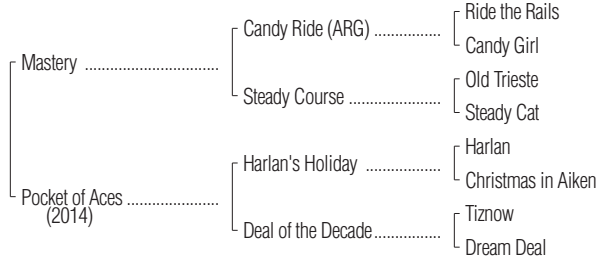 Ride the Rails
Candy Ride (ARG) ................
Candy Girl
Mastery ................................
Old Trieste
Steady Course ......................
Steady Cat
Harlan
Harlan's Holiday ..................
Christmas in Aiken
Pocket of Aces ......................
(2014)
Tiznow
Deal of the Decade................
Dream Deal